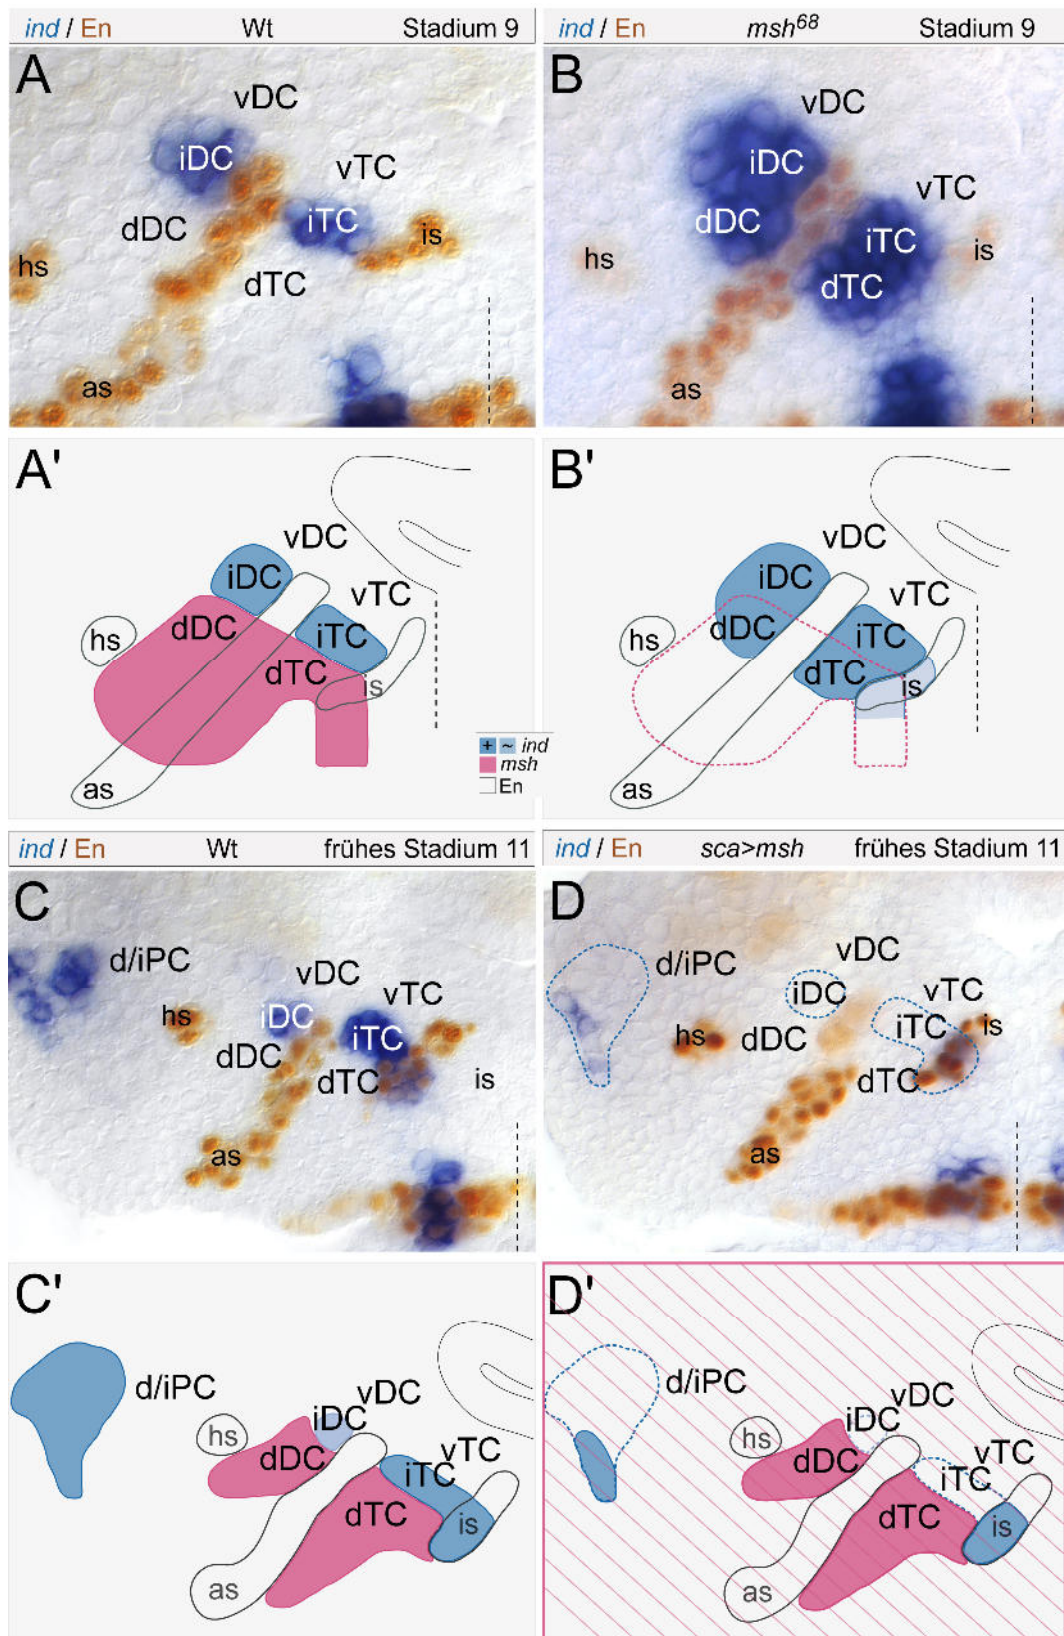 ind / En Wt Stadium 9
A
vDC
iDC
vTC
iTC
dDC
is
hs
dTC
as
ind / En msh68 Stadium 9
B
vDC
iDC
vTC
dDC
iTC
hs
is
dTC
as
A'
vDC
iDC
vTC
hs
dDC
iTC
dTC
is
as
B'
vDC
iDC
vTC
hs
dDC
iTC
dTC
is
as
+ ~ ind
msh
En
ind / En Wt frühes Stadium 11
C
d/iPC
vDC
vTC
hs
iDC
iTC
dDC
dTC
is
as
ind / En sca>msh frühes Stadium 11
D
d/iPC
vDC
iDC
vTC
hs
dDC
iTC
is
dTC
as
C'
d/iPC
vDC
iDC
hs
vTC
dDC
iTC
dTC
is
as
D'
d/iPC
vDC
iDC
hs
vTC
dDC
iTC
dTC
is
as